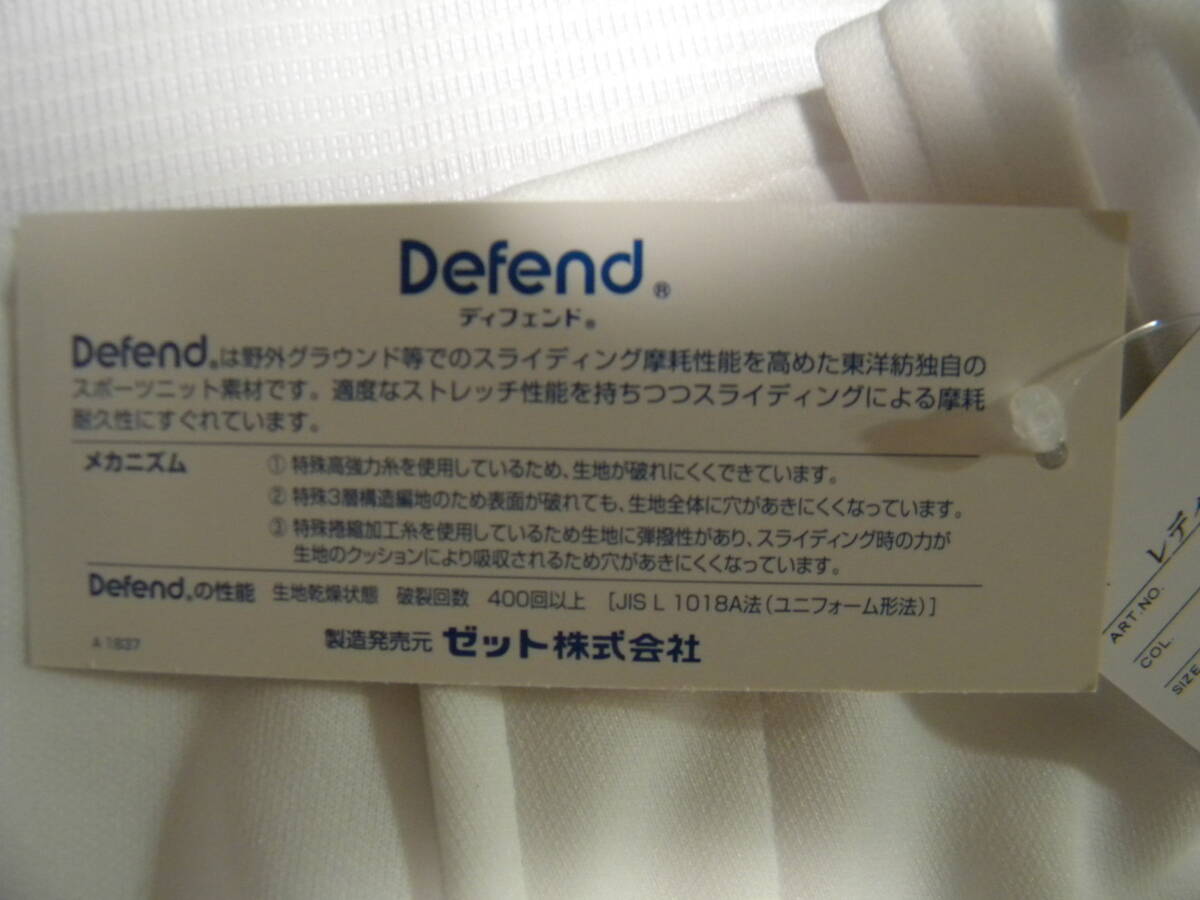 Defend®
ディフェンド®
Defend®は野外グラウンド等でのスライディング摩耗性能を高めた東洋紡独自の
スポーツニット素材です。適度なストレッチ性能を持ちつつスライディングによる摩耗
耐久性にすぐれています。
メカニズム ① 特殊高強力糸を使用しているため、生地が破れにくくできています。
② 特殊3層構造編地のため表面が破れても、生地全体に穴があきにくくなっています。
③ 特殊捲縮加工糸を使用しているため生地に弾撥性があり、スライディング時の力が
生地のクッションにより吸収されるため穴があきにくくなっています。
Defend®の性能 生地乾燥状態 破裂回数 400回以上 [JIS L 1018A法(ユニフォーム形法)]
A 1837 製造発売元 ゼット株式会社
レディ
ART.NO.
COL.
SIZE